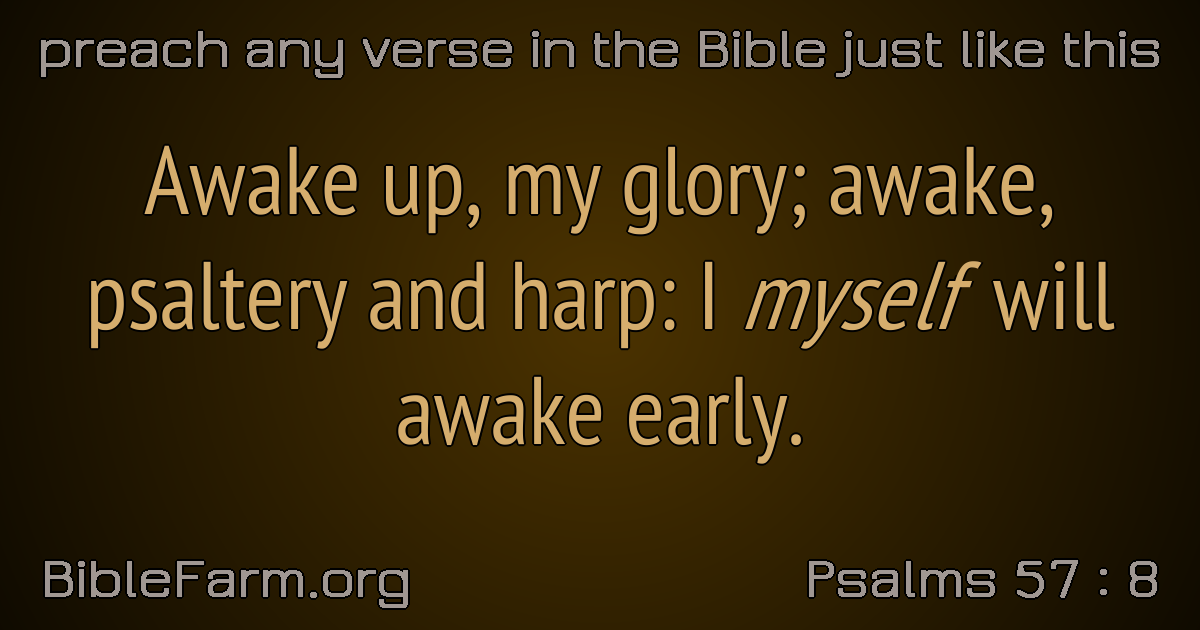 preach any verse in the Bible just like this
Awake up, my glory; awake,
psaltery and harp: I myself will
awake early.
BibleFarm.org
Psalms 57 : 8